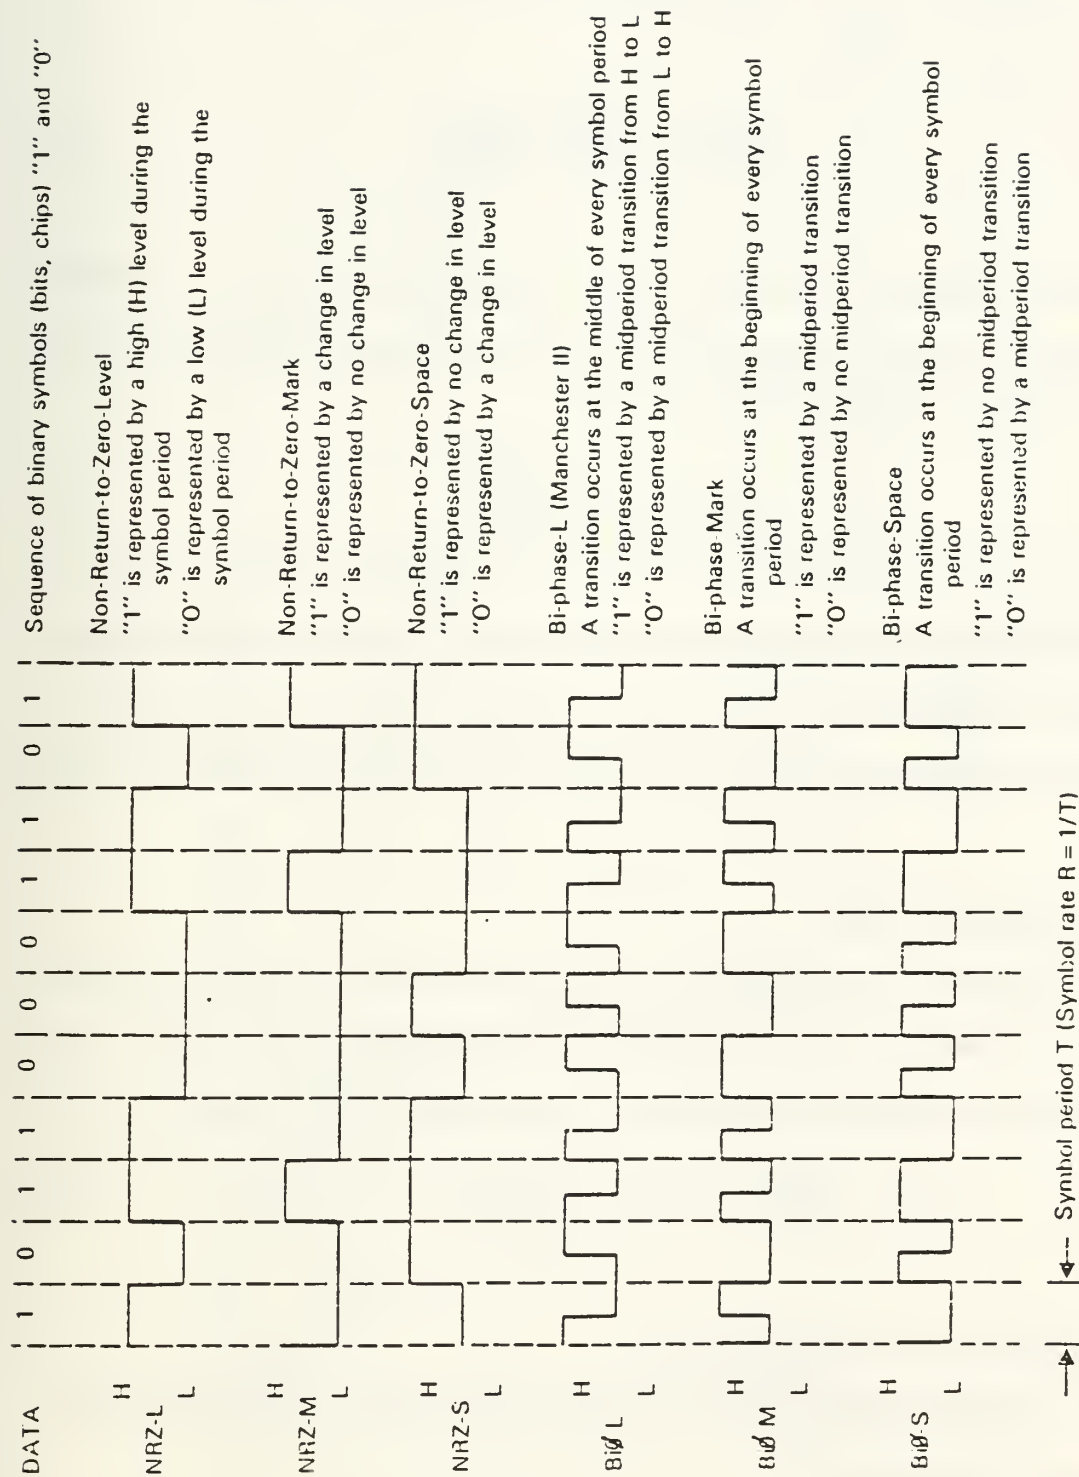 DATA
1 0 1 1 0 0 0 1 1 0 1
Sequence of binary symbols (bits, chips) "1" and "0"
NRZ-L
H
L
Non-Return-to-Zero-Level
"1" is represented by a high (H) level during the
symbol period
"O" is represented by a low (L) level during the
symbol period
NRZ-M
H
L
Non-Return-to-Zero-Mark
"1" is represented by a change in level
"O" is represented by no change in level
NRZ-S
H
L
Non-Return-to-Zero-Space
"1" is represented by no change in level
"O" is represented by a change in level
BiØ L
H
L
Bi-phase-L (Manchester II)
A transition occurs at the middle of every symbol period
"1" is represented by a midperiod transition from H to L
"O" is represented by a midperiod transition from L to H
BiØ M
H
L
Bi-phase-Mark
A transition occurs at the beginning of every symbol
period
"1" is represented by a midperiod transition
"O" is represented by no midperiod transition
BiØ-S
H
L
Bi-phase-Space
A transition occurs at the beginning of every symbol
period
"1" is represented by no midperiod transition
"O" is represented by a midperiod transition
Symbol period T (Symbol rate R = 1/T)